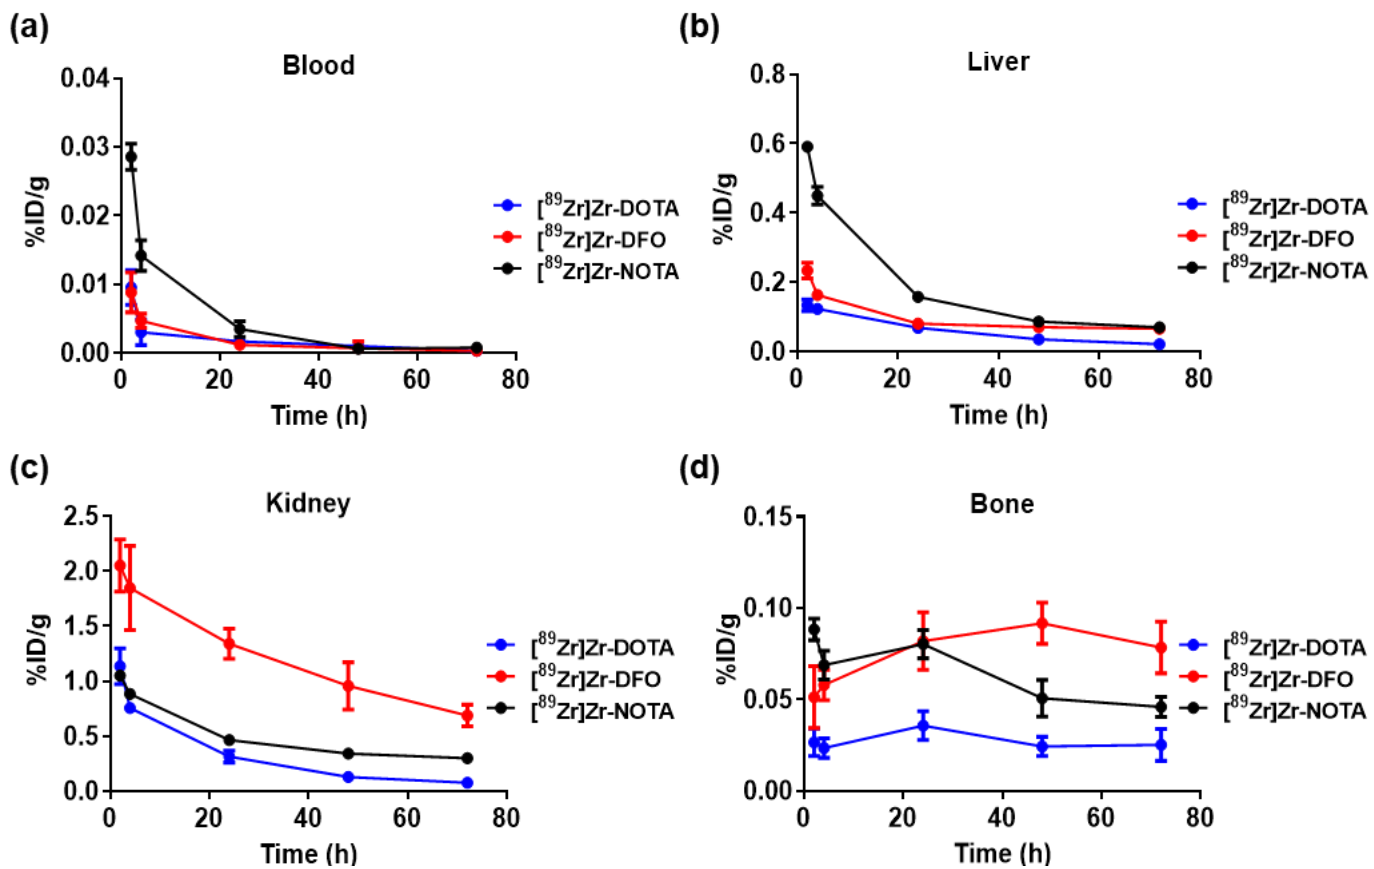 (a)
Blood
0.04
0.03
0.02
0.01
0.00
%ID/g
0 20 40 60 80
Time (h)
[⁸⁹Zr]Zr-DOTA
[⁸⁹Zr]Zr-DFO
[⁸⁹Zr]Zr-NOTA
(b)
Liver
0.8
0.6
0.4
0.2
0.0
%ID/g
0 20 40 60 80
Time (h)
[⁸⁹Zr]Zr-DOTA
[⁸⁹Zr]Zr-DFO
[⁸⁹Zr]Zr-NOTA
(c)
Kidney
2.5
2.0
1.5
1.0
0.5
0.0
%ID/g
0 20 40 60 80
Time (h)
[⁸⁹Zr]Zr-DOTA
[⁸⁹Zr]Zr-DFO
[⁸⁹Zr]Zr-NOTA
(d)
Bone
0.15
0.10
0.05
0.00
%ID/g
0 20 40 60 80
Time (h)
[⁸⁹Zr]Zr-DOTA
[⁸⁹Zr]Zr-DFO
[⁸⁹Zr]Zr-NOTA